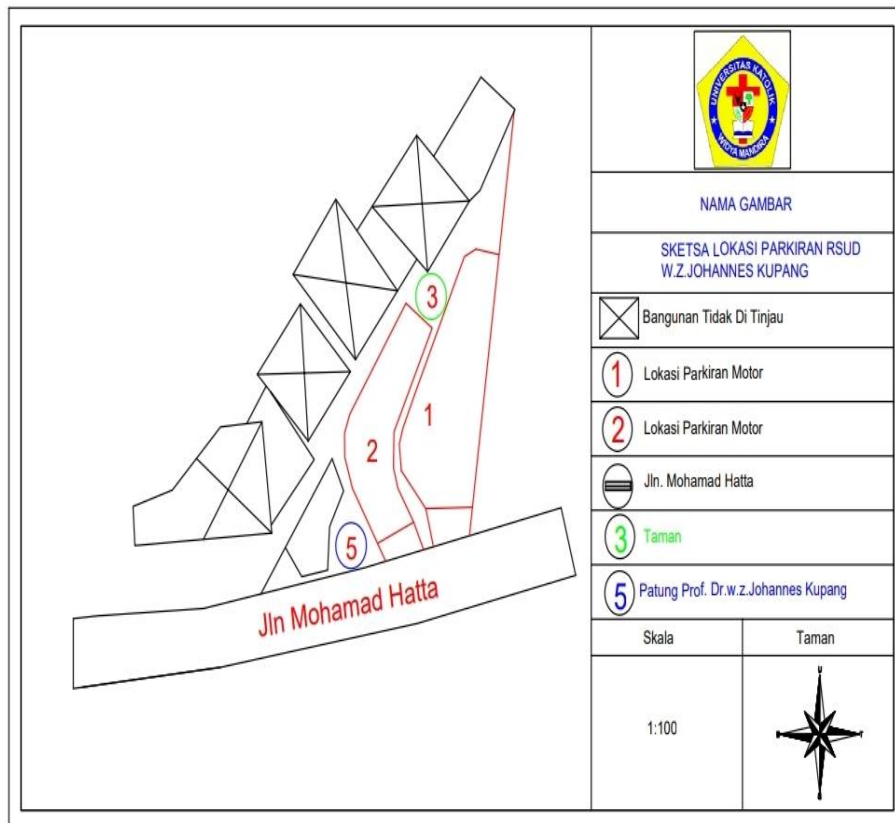 3
1
2
5
Jln Mohamad Hatta
UNIVERSITAS KATOLIK
WIDYA MANDIRA
NAMA GAMBAR
SKETSA LOKASI PARKIRAN RSUD
W.Z.JOHANNES KUPANG
Bangunan Tidak Di Tinjau
1 Lokasi Parkiran Motor
2 Lokasi Parkiran Motor
Jln. Mohamad Hatta
3 Taman
5 Patung Prof. Dr.w.z.Johannes Kupang
Skala Taman
1:100
U